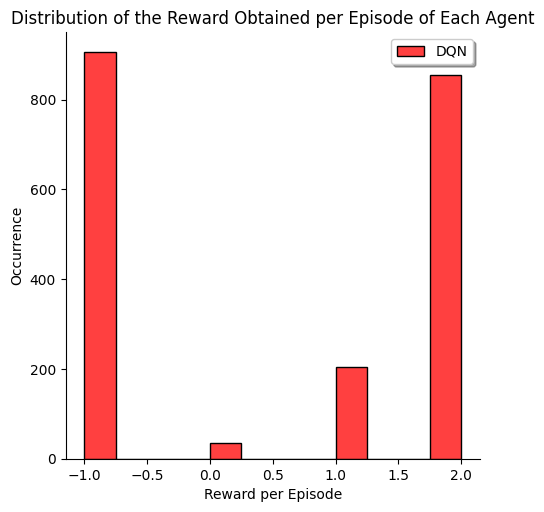 Distribution of the Reward Obtained per Episode of Each Agent
DQN
800
600
400
200
0
Occurrence
−1.0 −0.5 0.0 0.5 1.0 1.5 2.0
Reward per Episode